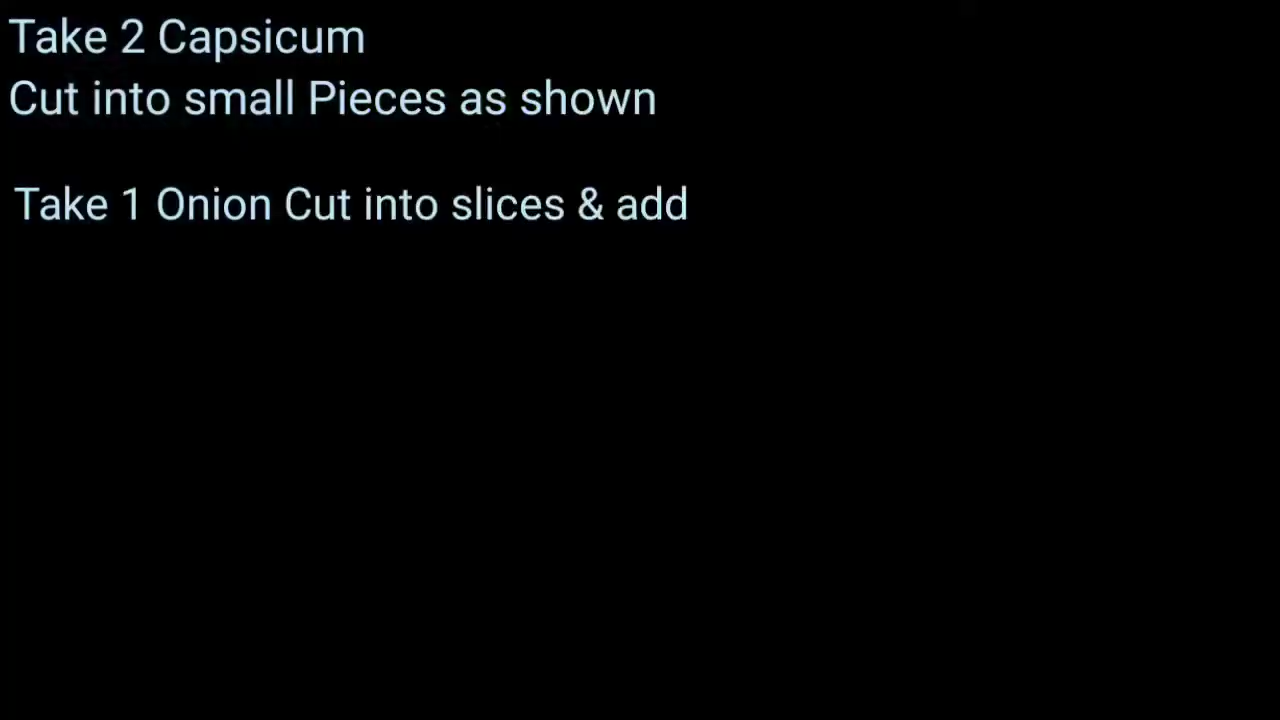 Take 2 Capsicum
Cut into small Pieces as shown
Take 1 Onion Cut into slices & add